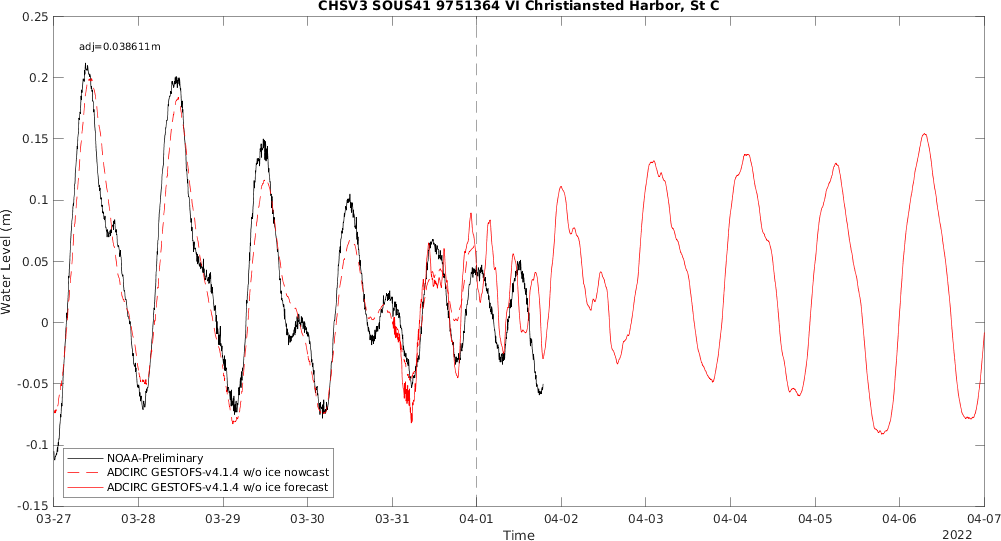 CHSV3 SOUS41 9751364 VI Christiansted Harbor, St C
adj=0.038611m
0.25
0.2
0.15
0.1
0.05
0
-0.05
-0.1
-0.15
Water Level (m)
NOAA-Preliminary
ADCIRC GESTOFS-v4.1.4 w/o ice nowcast
ADCIRC GESTOFS-v4.1.4 w/o ice forecast
03-27 03-28 03-29 03-30 03-31 04-01 04-02 04-03 04-04 04-05 04-06 04-07
Time
2022